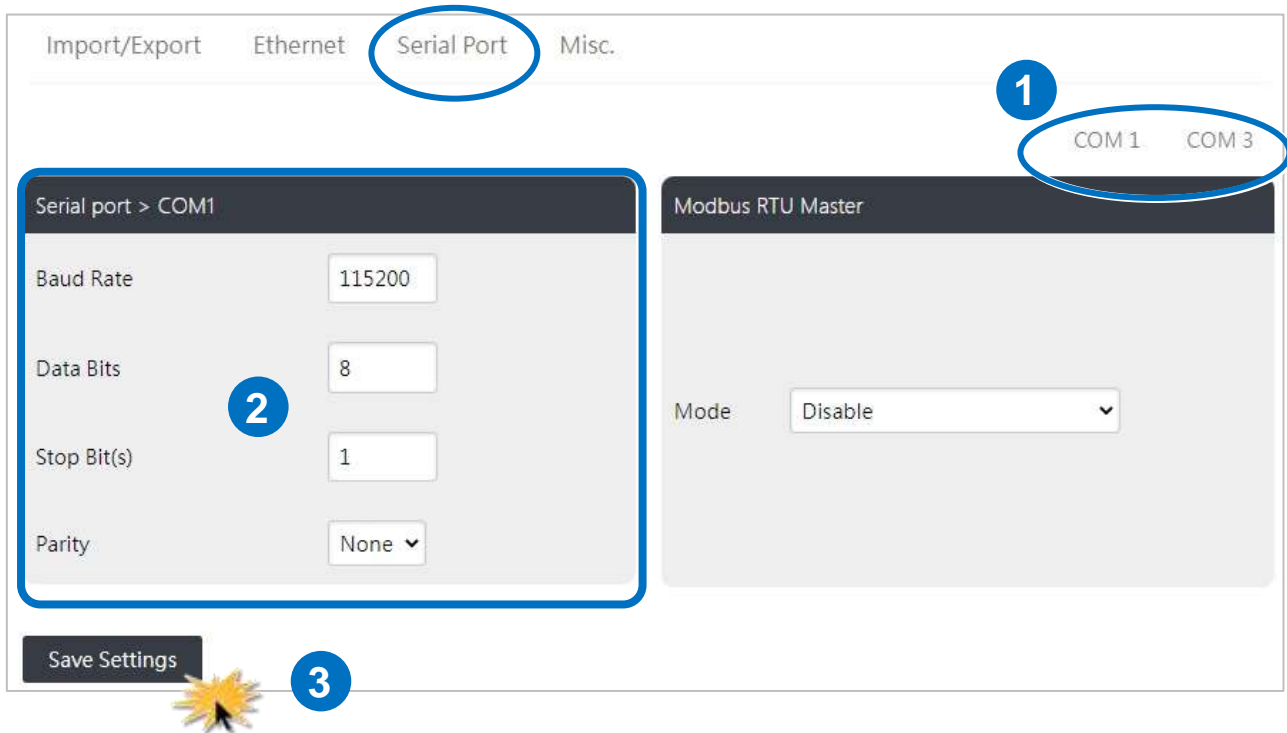 Import/Export Ethernet Serial Port Misc.
1
COM 1 COM 3
Serial port > COM1
Baud Rate 115200
Data Bits 8
2
Stop Bit(s) 1
Parity None
Modbus RTU Master
Mode Disable
Save Settings
3